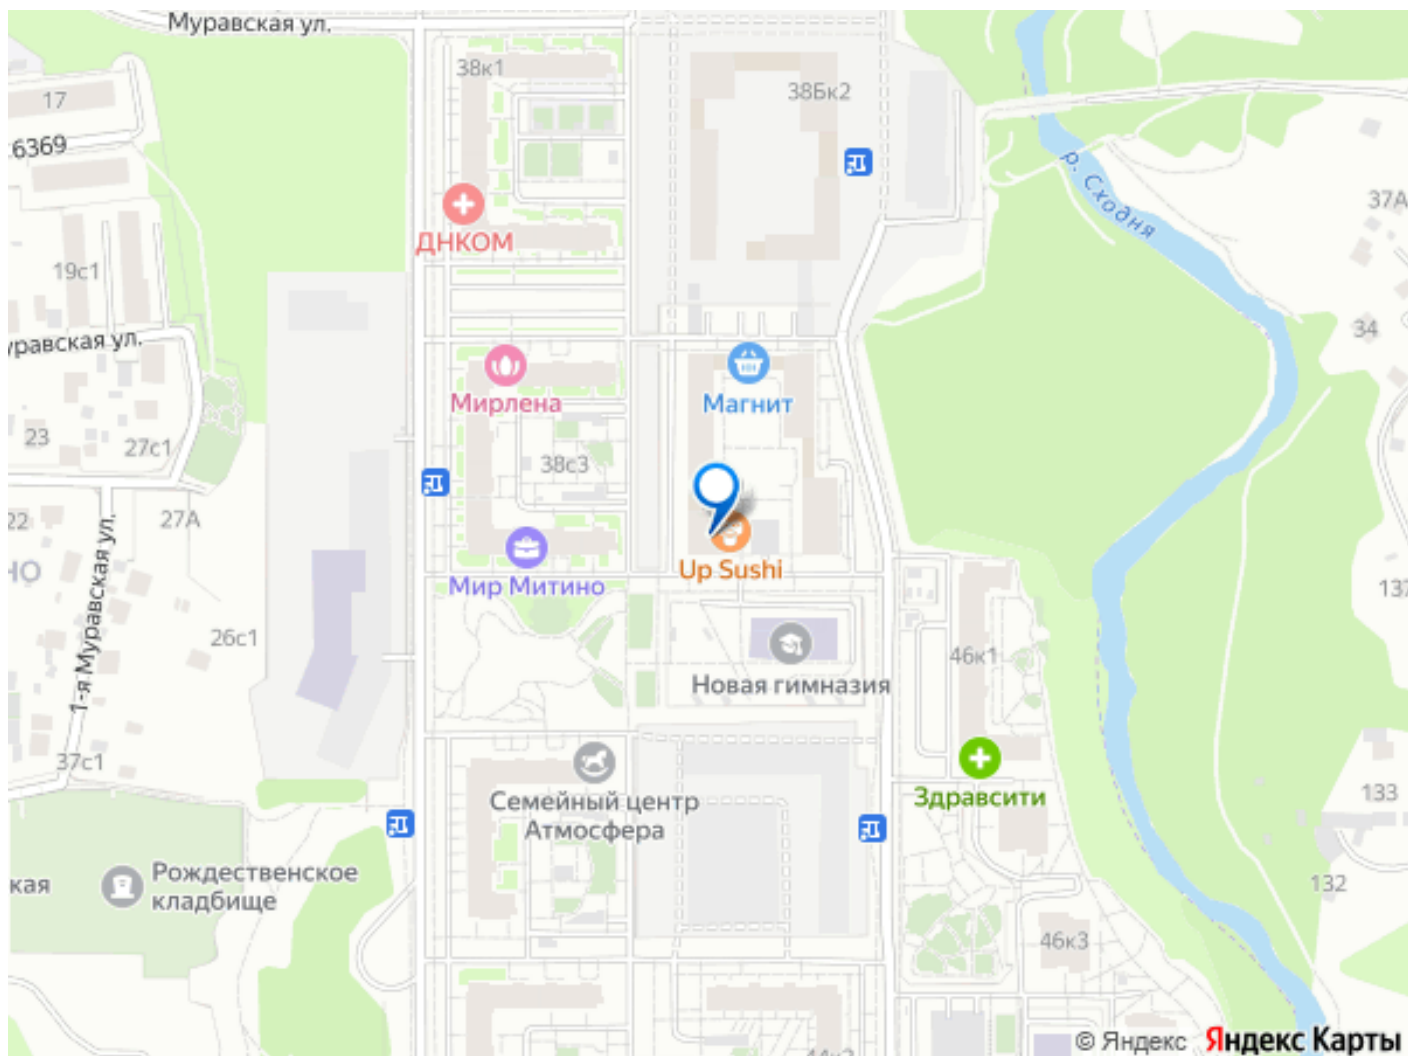 Муравская ул.
38к1
17
38Бк2
6369
р. Сходня
37А
ДНКОМ
19с1
34
уравская ул.
Мирлена
Магнит
23
27с1
38с3
22
27А
Up Sushi
Мир Митино
НО
137
1-я Муравская ул.
26с1
46к1
Новая гимназия
37с1
Здравсити
133
Семейный центр
Атмосфера
Рождественское
кладбище
кая
132
46к3
© Яндекс Яндекс Карты